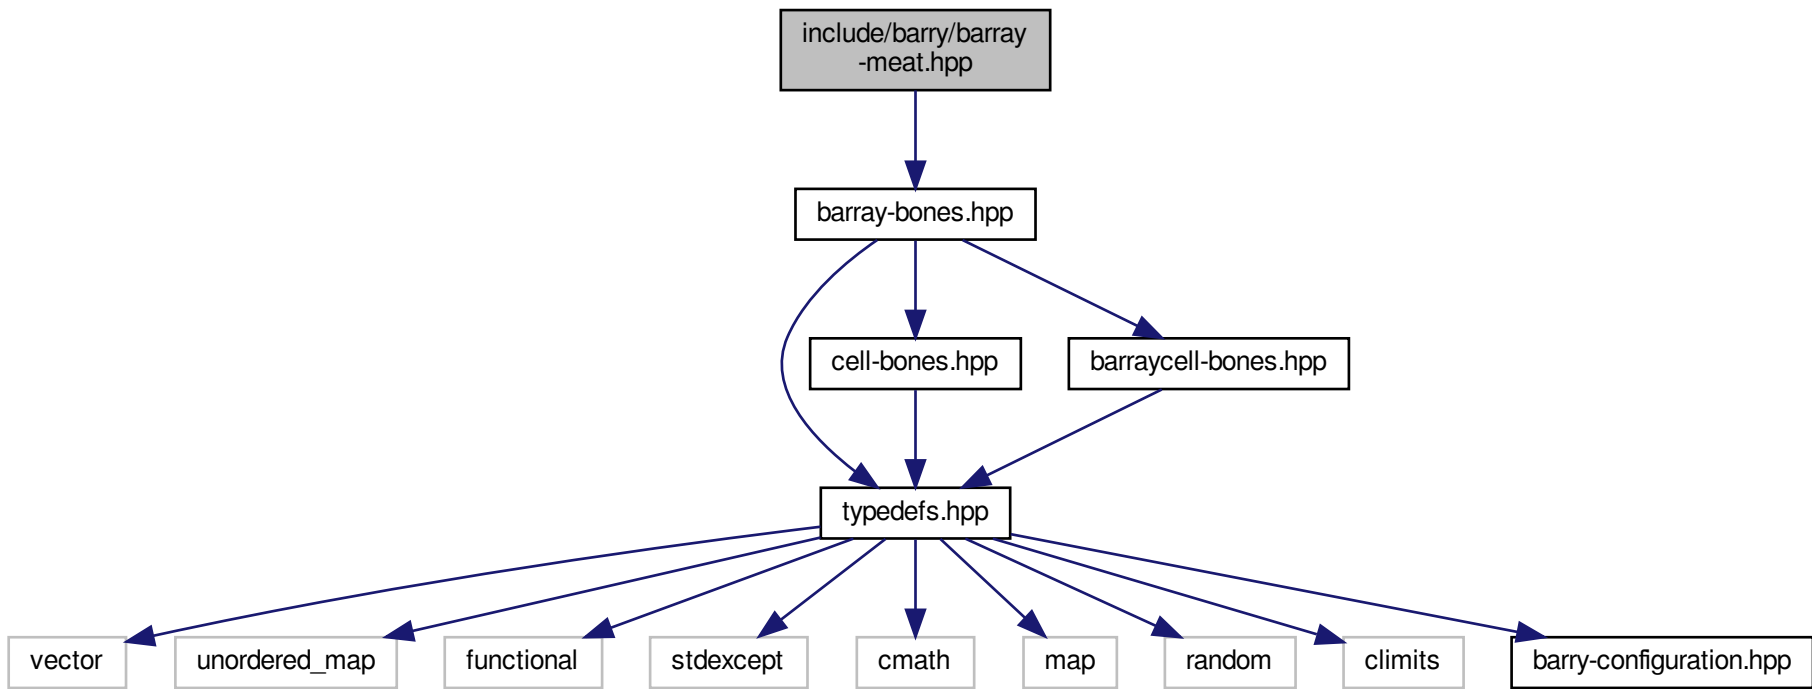 include/barry/barray
-meat.hpp
barray-bones.hpp
cell-bones.hpp
barraycell-bones.hpp
typedefs.hpp
vector
unordered_map
functional
stdexcept
cmath
map
random
climits
barry-configuration.hpp